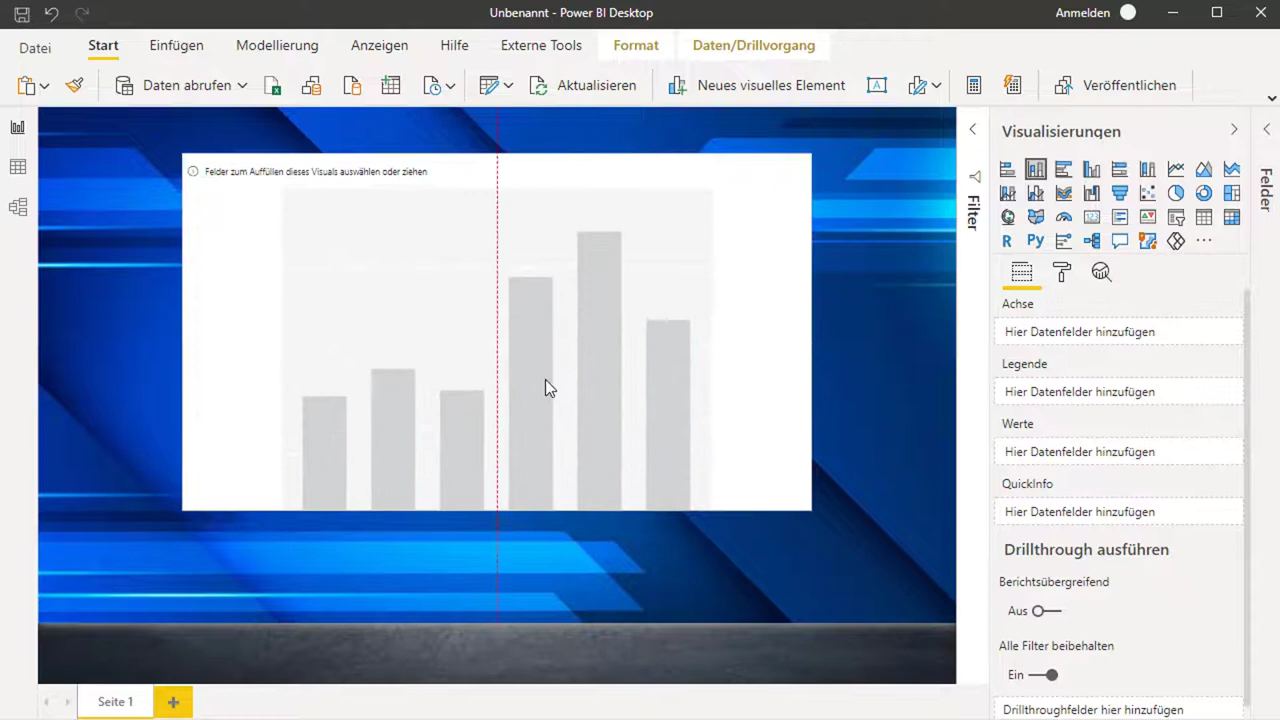 Unbenannt - Power BI Desktop
Anmelden
Datei Start Einfügen Modellierung Anzeigen Hilfe Externe Tools Format Daten/Drillvorgang
Daten abrufen Aktualisieren Neues visuelles Element Veröffentlichen
Felder zum Auffüllen dieses Visuals auswählen oder ziehen
Filter
Visualisierungen
R Py
Achse
Hier Datenfelder hinzufügen
Legende
Hier Datenfelder hinzufügen
Werte
Hier Datenfelder hinzufügen
QuickInfo
Hier Datenfelder hinzufügen
Drillthrough ausführen
Berichtsübergreifend
Aus
Alle Filter beibehalten
Ein
Drillthroughfelder hier hinzufügen
Felder
Seite 1